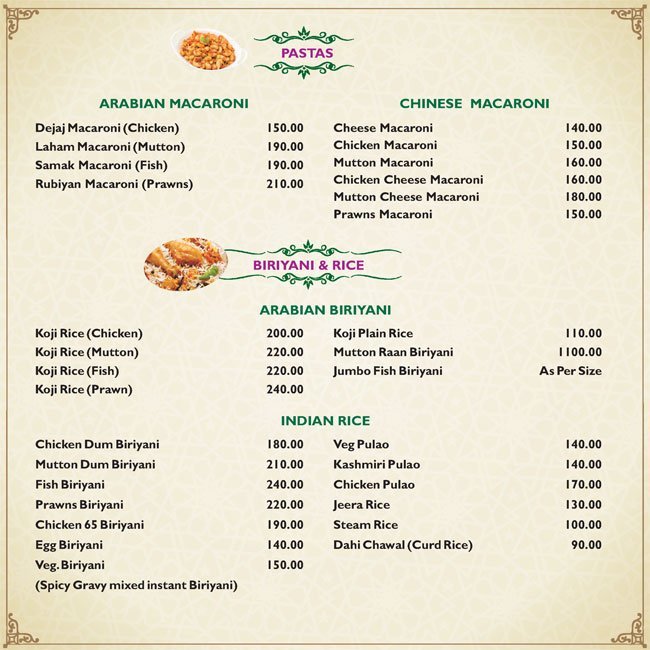 PASTAS
ARABIAN MACARONI
Dejaj Macaroni (Chicken) 150.00
Laham Macaroni (Mutton) 190.00
Samak Macaroni (Fish) 190.00
Rubiyan Macaroni (Prawns) 210.00
CHINESE MACARONI
Cheese Macaroni 140.00
Chicken Macaroni 150.00
Mutton Macaroni 160.00
Chicken Cheese Macaroni 160.00
Mutton Cheese Macaroni 180.00
Prawns Macaroni 150.00
BIRIYANI & RICE
ARABIAN BIRIYANI
Koji Rice (Chicken) 200.00
Koji Rice (Mutton) 220.00
Koji Rice (Fish) 220.00
Koji Rice (Prawn) 240.00
Koji Plain Rice 110.00
Mutton Raan Biriyani 1100.00
Jumbo Fish Biriyani As Per Size
INDIAN RICE
Chicken Dum Biriyani 180.00
Mutton Dum Biriyani 210.00
Fish Biriyani 240.00
Prawns Biriyani 220.00
Chicken 65 Biriyani 190.00
Egg Biriyani 140.00
Veg. Biriyani 150.00
(Spicy Gravy mixed instant Biriyani)
Veg Pulao 140.00
Kashmiri Pulao 140.00
Chicken Pulao 170.00
Jeera Rice 130.00
Steam Rice 100.00
Dahi Chawal (Curd Rice) 90.00